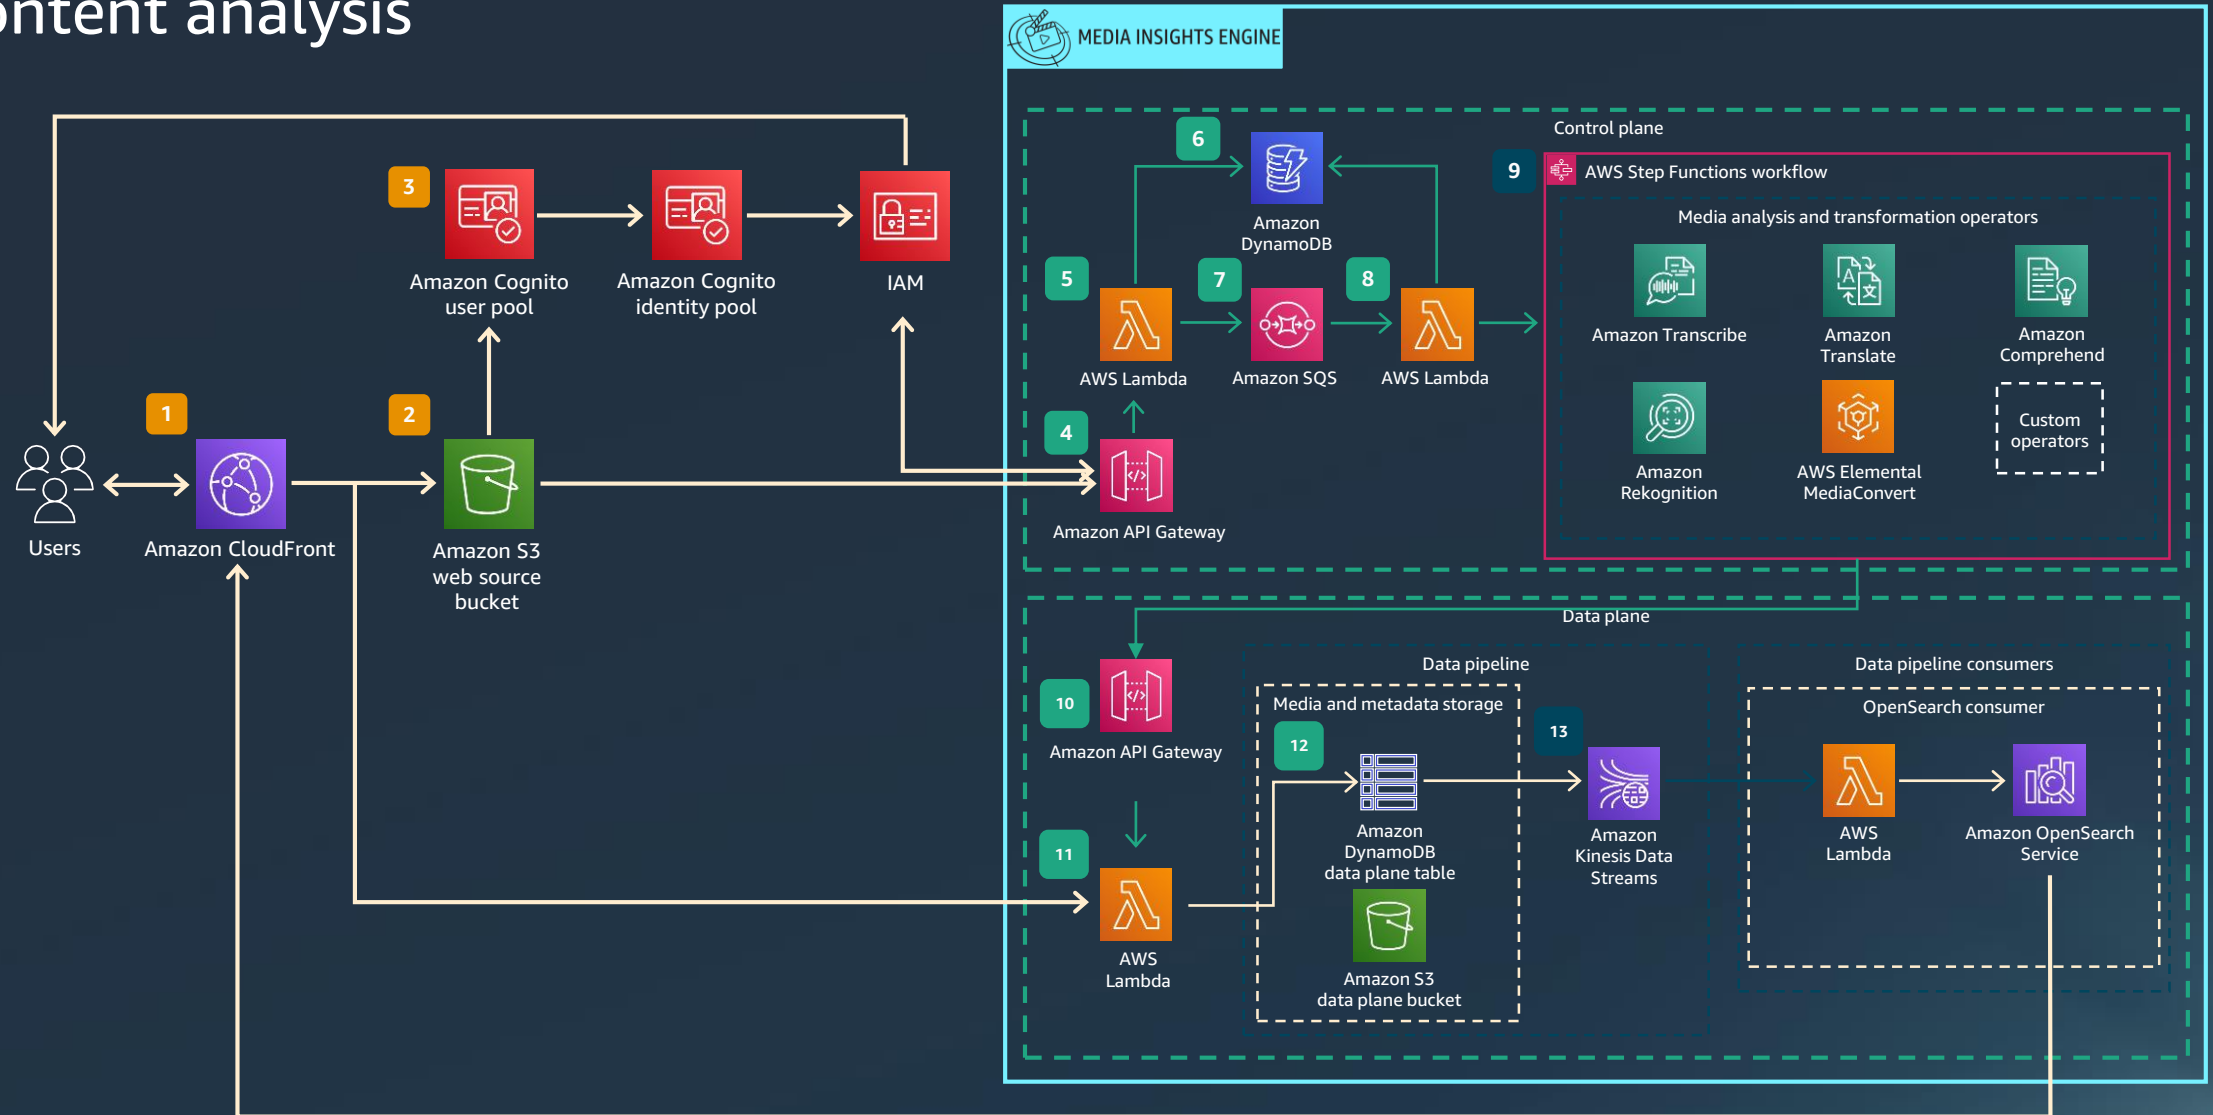 ontent analysis
MEDIA INSIGHTS ENGINE
Control plane
6
3
9
AWS Step Functions workflow
Media analysis and transformation operators
Amazon
DynamoDB
Amazon Cognito
user pool
Amazon Cognito
identity pool
IAM
5
7
8
AWS Lambda
Amazon SQS
AWS Lambda
Amazon Transcribe
Amazon
Translate
Amazon
Comprehend
1
2
4
Custom
operators
Amazon
Rekognition
AWS Elemental
MediaConvert
Users
Amazon CloudFront
Amazon S3
web source
bucket
Amazon API Gateway
Data plane
Data pipeline
Data pipeline consumers
10
Media and metadata storage
OpenSearch consumer
12
13
Amazon API Gateway
Amazon
DynamoDB
data plane table
Amazon
Kinesis Data
Streams
AWS
Lambda
Amazon OpenSearch
Service
11
AWS
Lambda
Amazon S3
data plane bucket